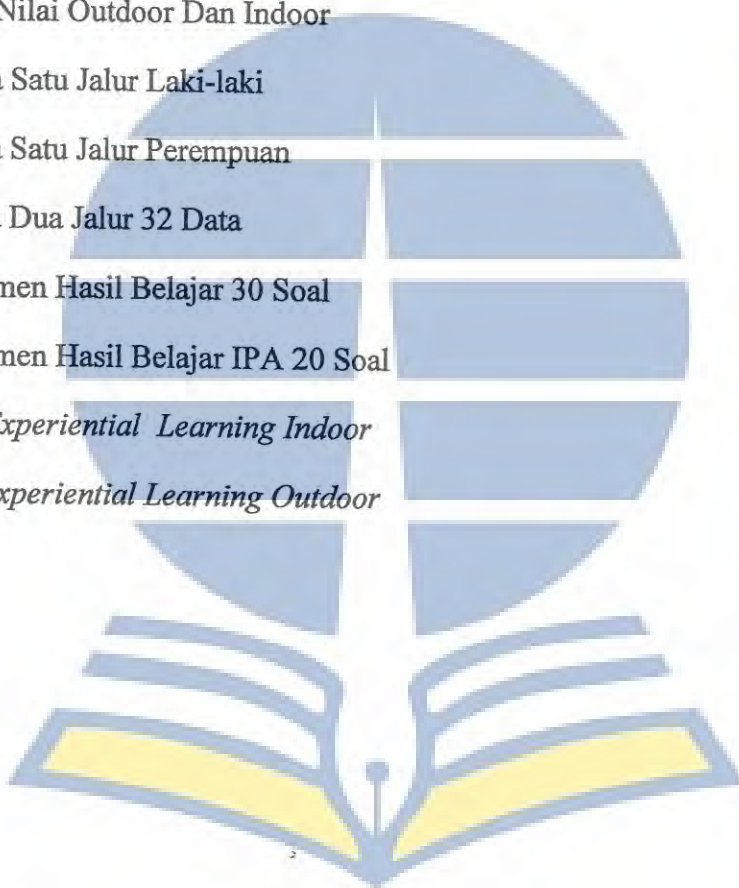 Nilai Outdoor Dan Indoor
Satu Jalur Laki-laki
Satu Jalur Perempuan
Dua Jalur 32 Data
men Hasil Belajar 30 Soal
men Hasil Belajar IPA 20 Soal
xperiential Learning Indoor
xperiential Learning Outdoor